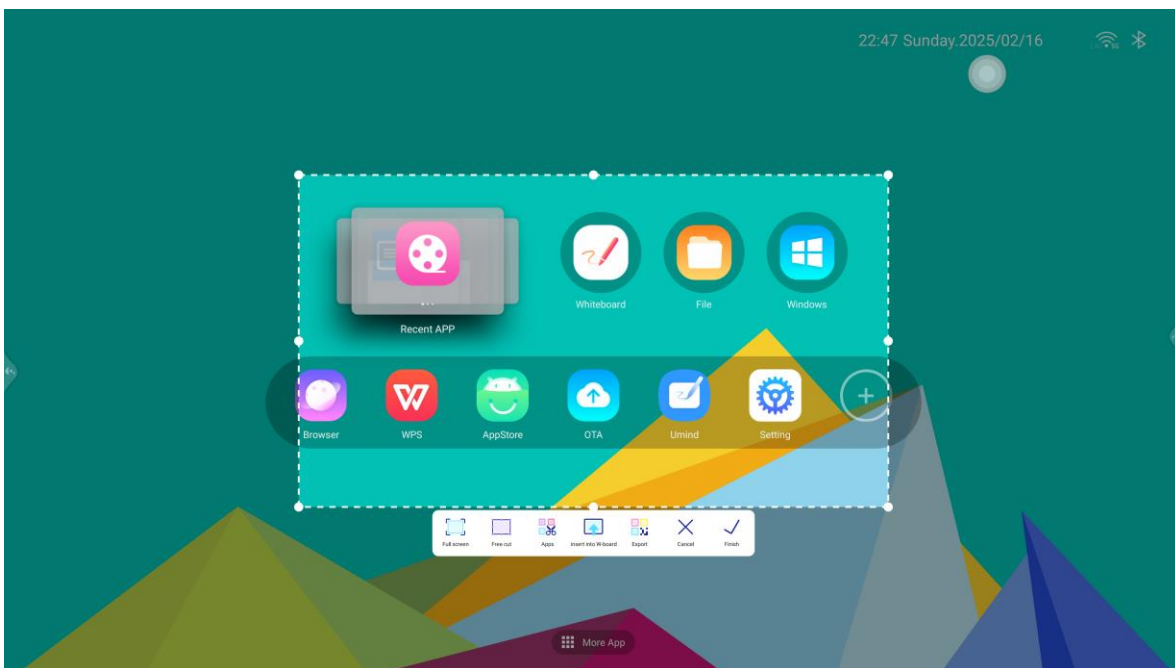 22:47 Sunday.2025/02/16
Whiteboard File Windows
Recent APP
Browser WPS AppStore OTA Umind Setting
Full screen Free cut Apps Insert into W-board Export Cancel Finish
More App